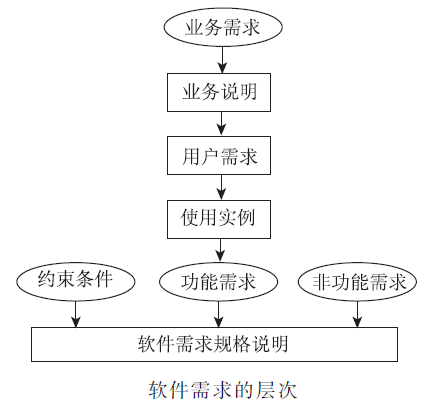 业务需求
业务说明
用户需求
使用实例
约束条件
功能需求
非功能需求
软件需求规格说明
软件需求的层次